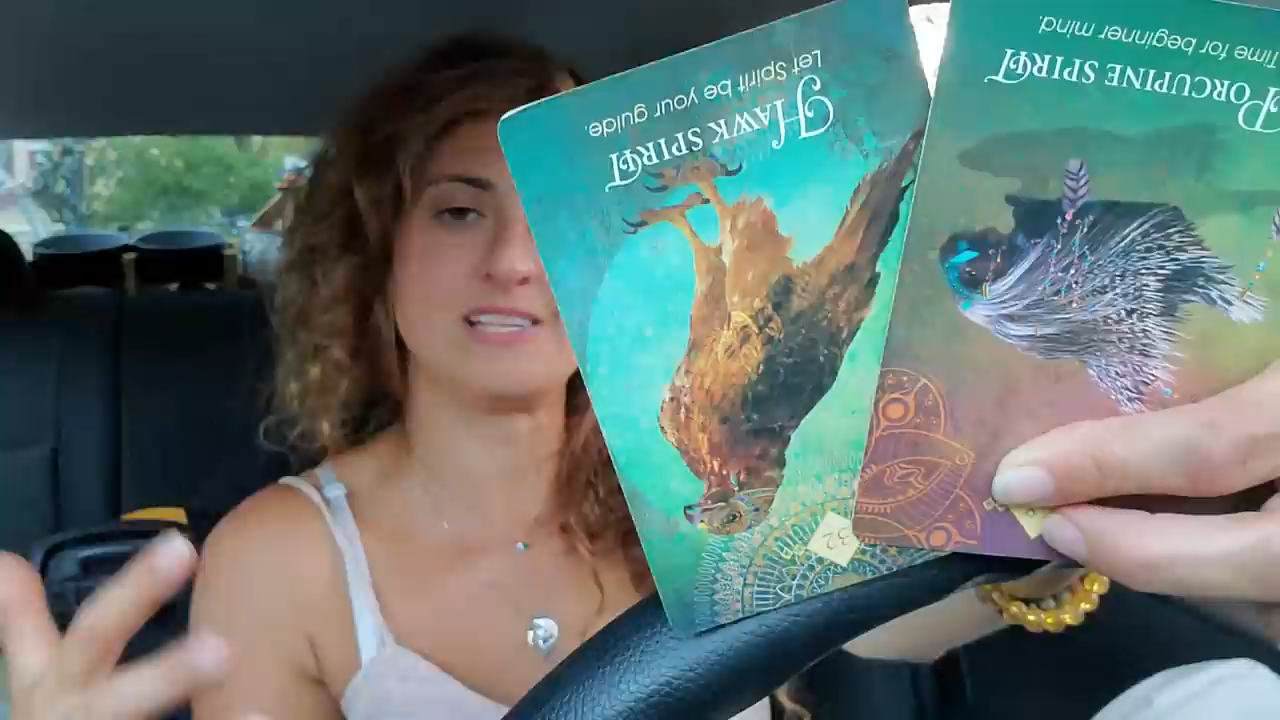 HAWK SPIRIT
Let Spirit be your guide.
32
PORCUPINE SPIRIT
Time for beginner mind.